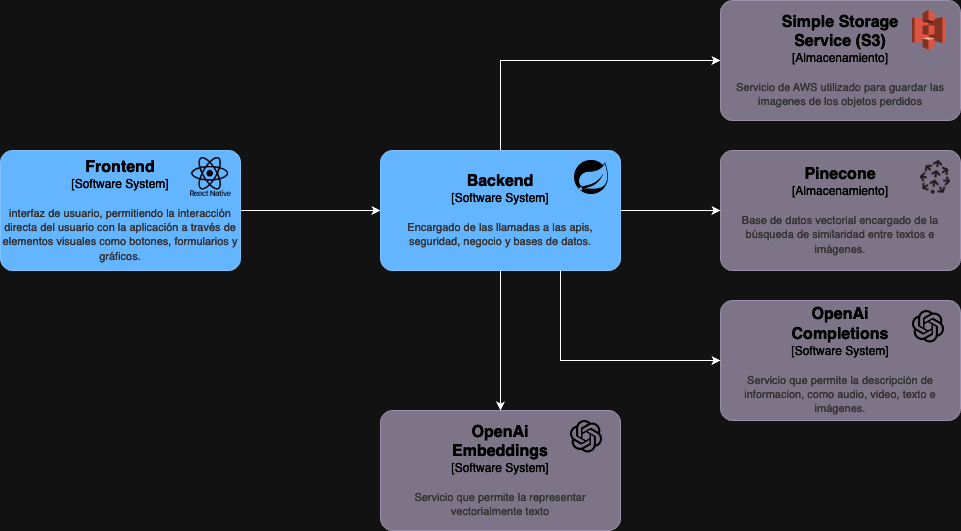 Simple Storage
Service (S3)
[Almacenamiento]
Servicio de AWS utilizado para guardar las
imagenes de los objetos perdidos
Frontend
[Software System]
React Native
interfaz de usuario, permitiendo la interacción
directa del usuario con la aplicación a través de
elementos visuales como botones, formularios y
gráficos.
Backend
[Software System]
Encargado de las llamadas a las apis,
seguridad, negocio y bases de datos.
Pinecone
[Almacenamiento]
Base de datos vectorial encargado de la
búsqueda de similaridad entre textos e
imágenes.
OpenAi
Completions
[Software System]
Servicio que permite la descripción de
informacion, como audio, video, texto e
imágenes.
OpenAi
Embeddings
[Software System]
Servicio que permite la representar
vectorialmente texto